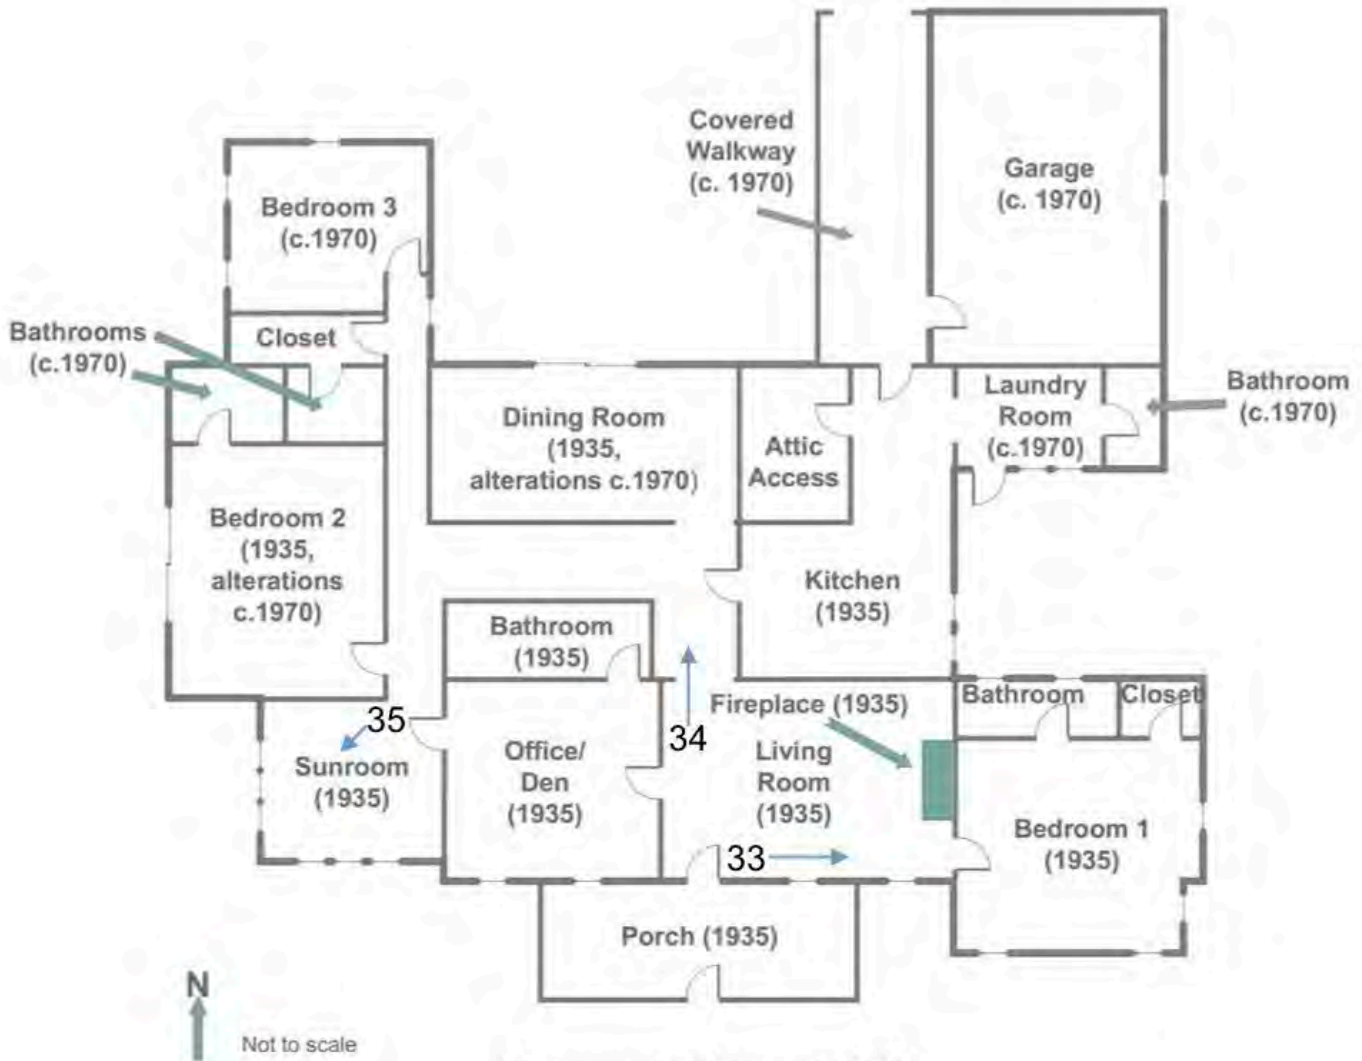 Covered
Walkway
(c. 1970)
Garage
(c. 1970)
Bedroom 3
(c.1970)
Bathrooms
(c.1970)
Closet
Dining Room
(1935,
alterations c.1970)
Attic
Access
Laundry
Room
(c.1970)
Bathroom
(c.1970)
Bedroom 2
(1935,
alterations
c.1970)
Kitchen
(1935)
Bathroom
(1935)
Bathroom
Closet
Fireplace (1935)
35
34
Sunroom
(1935)
Office/
Den
(1935)
Living
Room
(1935)
33
Bedroom 1
(1935)
Porch (1935)
N
Not to scale